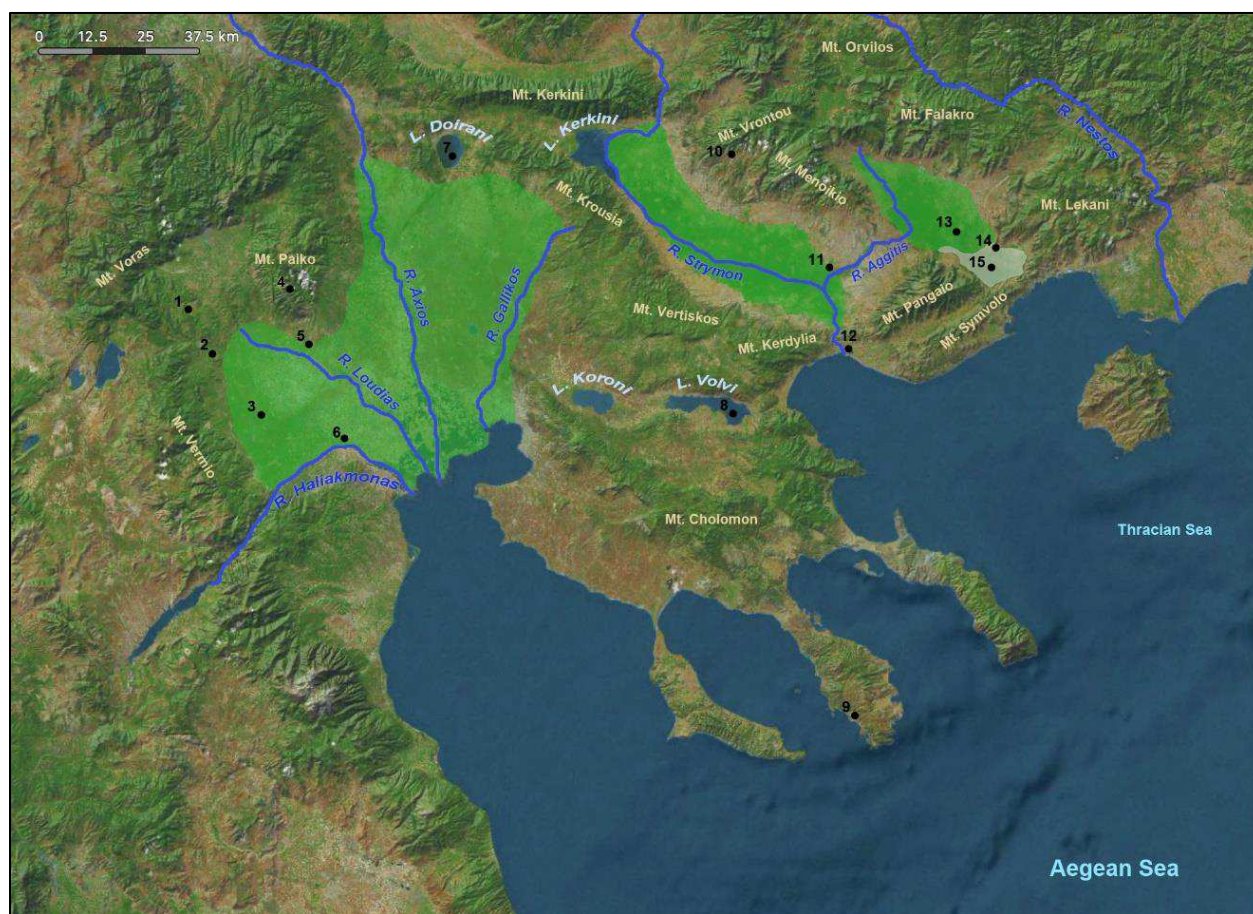 0 12.5 25 37.5 km
Mt. Orvilos
Mt. Kerkini
Mt. Falakro
R. Nestos
L. Doirani
7
L. Kerkini
Mt. Vrontou
10
Mt. Menoikio
Mt. Krousia
Mt. Lekani
13
14
15
Mt. Voras
Mt. Paiko
4
1
2
5
R. Axios
R. Gallikos
R. Strymon
11
R. Aggitis
Mt. Pangaio
Mt. Symvolo
Mt. Vertiskos
Mt. Kerdylia
12
R. Loudias
3
6
Mt. Vermio
R. Haliakmonas
L. Koroni
L. Volvi
8
Mt. Cholomon
Thracian Sea
9
Aegean Sea